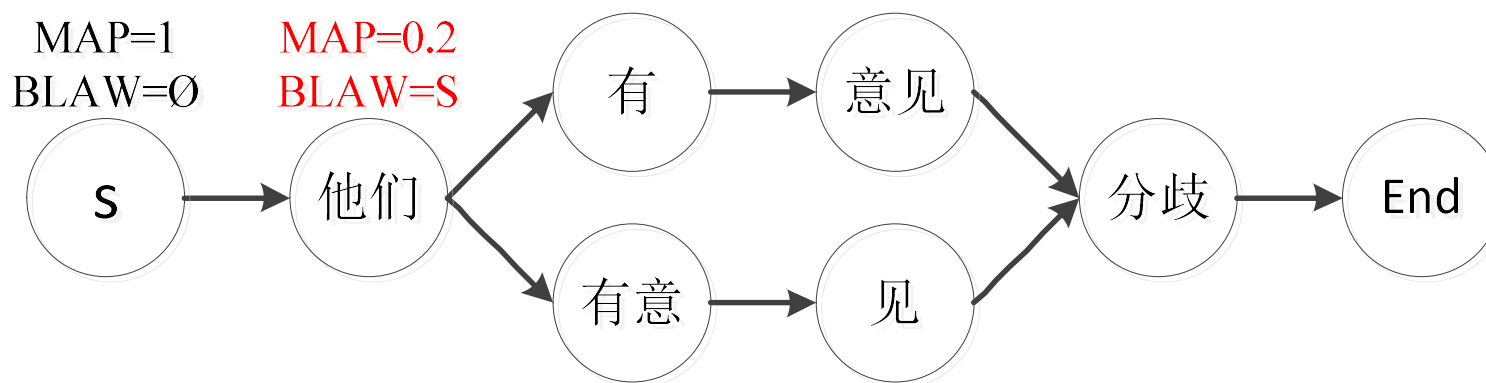 MAP=1
BLAW=Ø
MAP=0.2
BLAW=S
S
他们
有
意见
有意
见
分歧
End